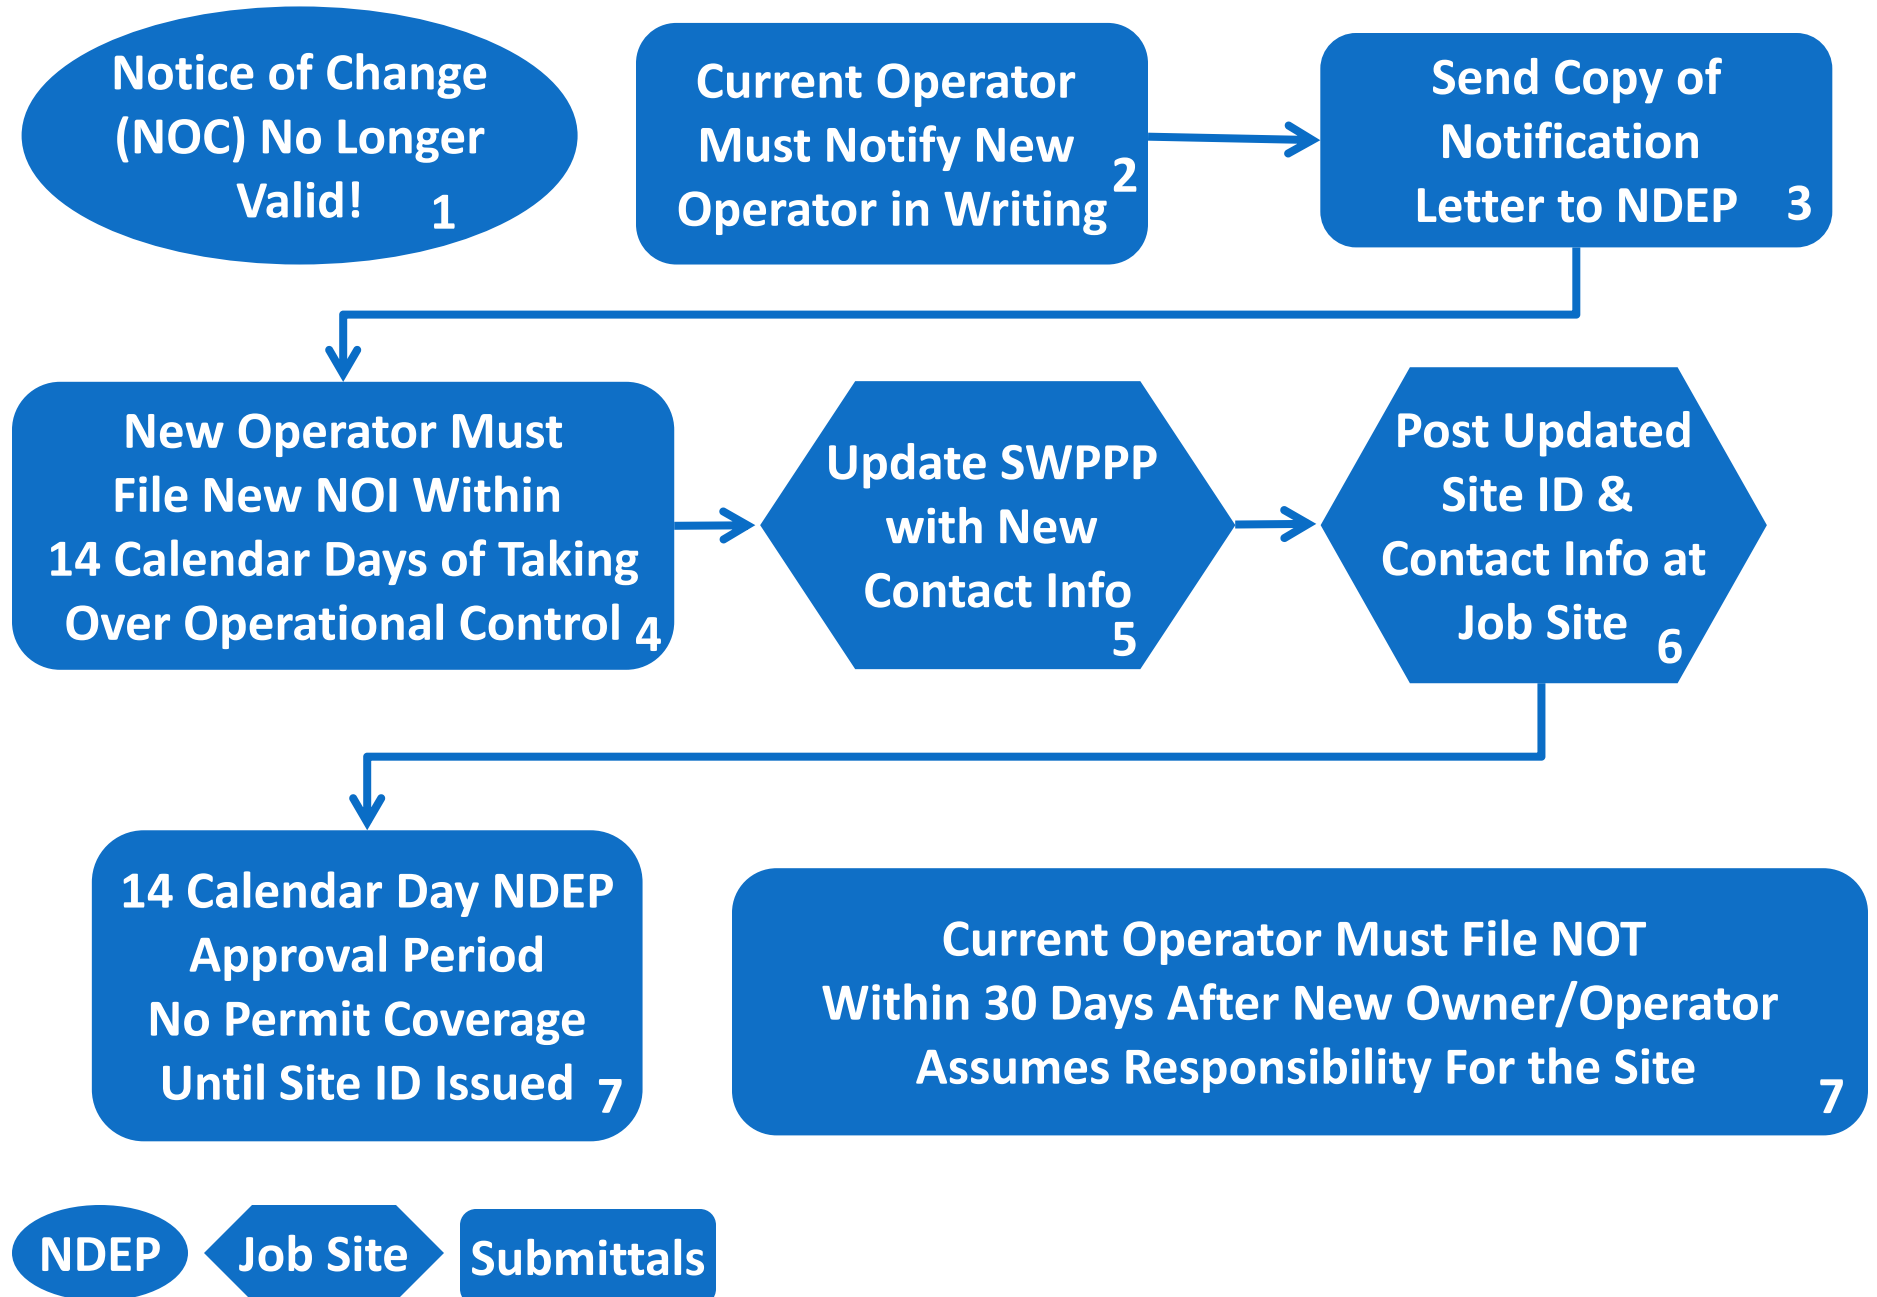 Notice of Change
(NOC) No Longer
Valid!
1
Current Operator
Must Notify New
Operator in Writing
2
Send Copy of
Notification
Letter to NDEP
3
New Operator Must
File New NOI Within
14 Calendar Days of Taking
Over Operational Control
4
Update SWPPP
with New
Contact Info
5
Post Updated
Site ID &
Contact Info at
Job Site
6
14 Calendar Day NDEP
Approval Period
No Permit Coverage
Until Site ID Issued
7
Current Operator Must File NOT
Within 30 Days After New Owner/Operator
Assumes Responsibility For the Site
7
NDEP
Job Site
Submittals